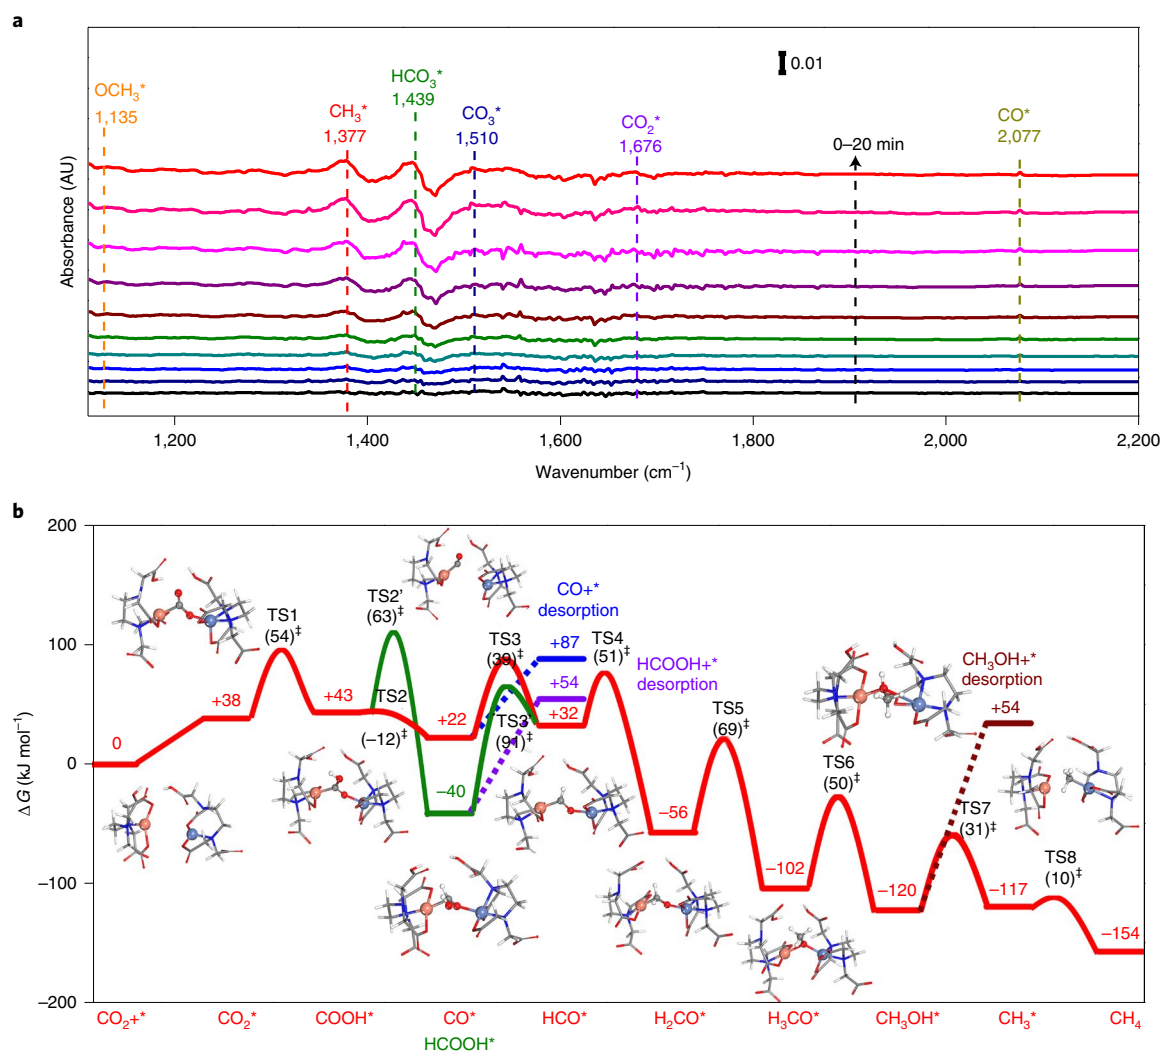 a
0.01
OCH3*
1,135
CH3*
1,377
HCO3*
1,439
CO3*
1,510
CO2*
1,676
0–20 min
CO*
2,077
Absorbance (AU)
1,200
1,400
1,600
1,800
2,000
2,200
Wavenumber (cm–1)
b
200
100
0
–100
–200
ΔG (kJ mol–1)
0
+38
TS1
(54)‡
+43
TS2'
(63)‡
TS2
(–12)‡
+22
–40
TS3
(39)‡
TS3'
(91)‡
CO+*
desorption
+87
HCOOH+*
desorption
+54
+32
TS4
(51)‡
–56
TS5
(69)‡
–102
TS6
(50)‡
–120
CH3OH+*
desorption
+54
TS7
(31)‡
–117
TS8
(10)‡
–154
CO2+*
CO2*
COOH*
CO*
HCOOH*
HCO*
H2CO*
H3CO*
CH3OH*
CH3*
CH4